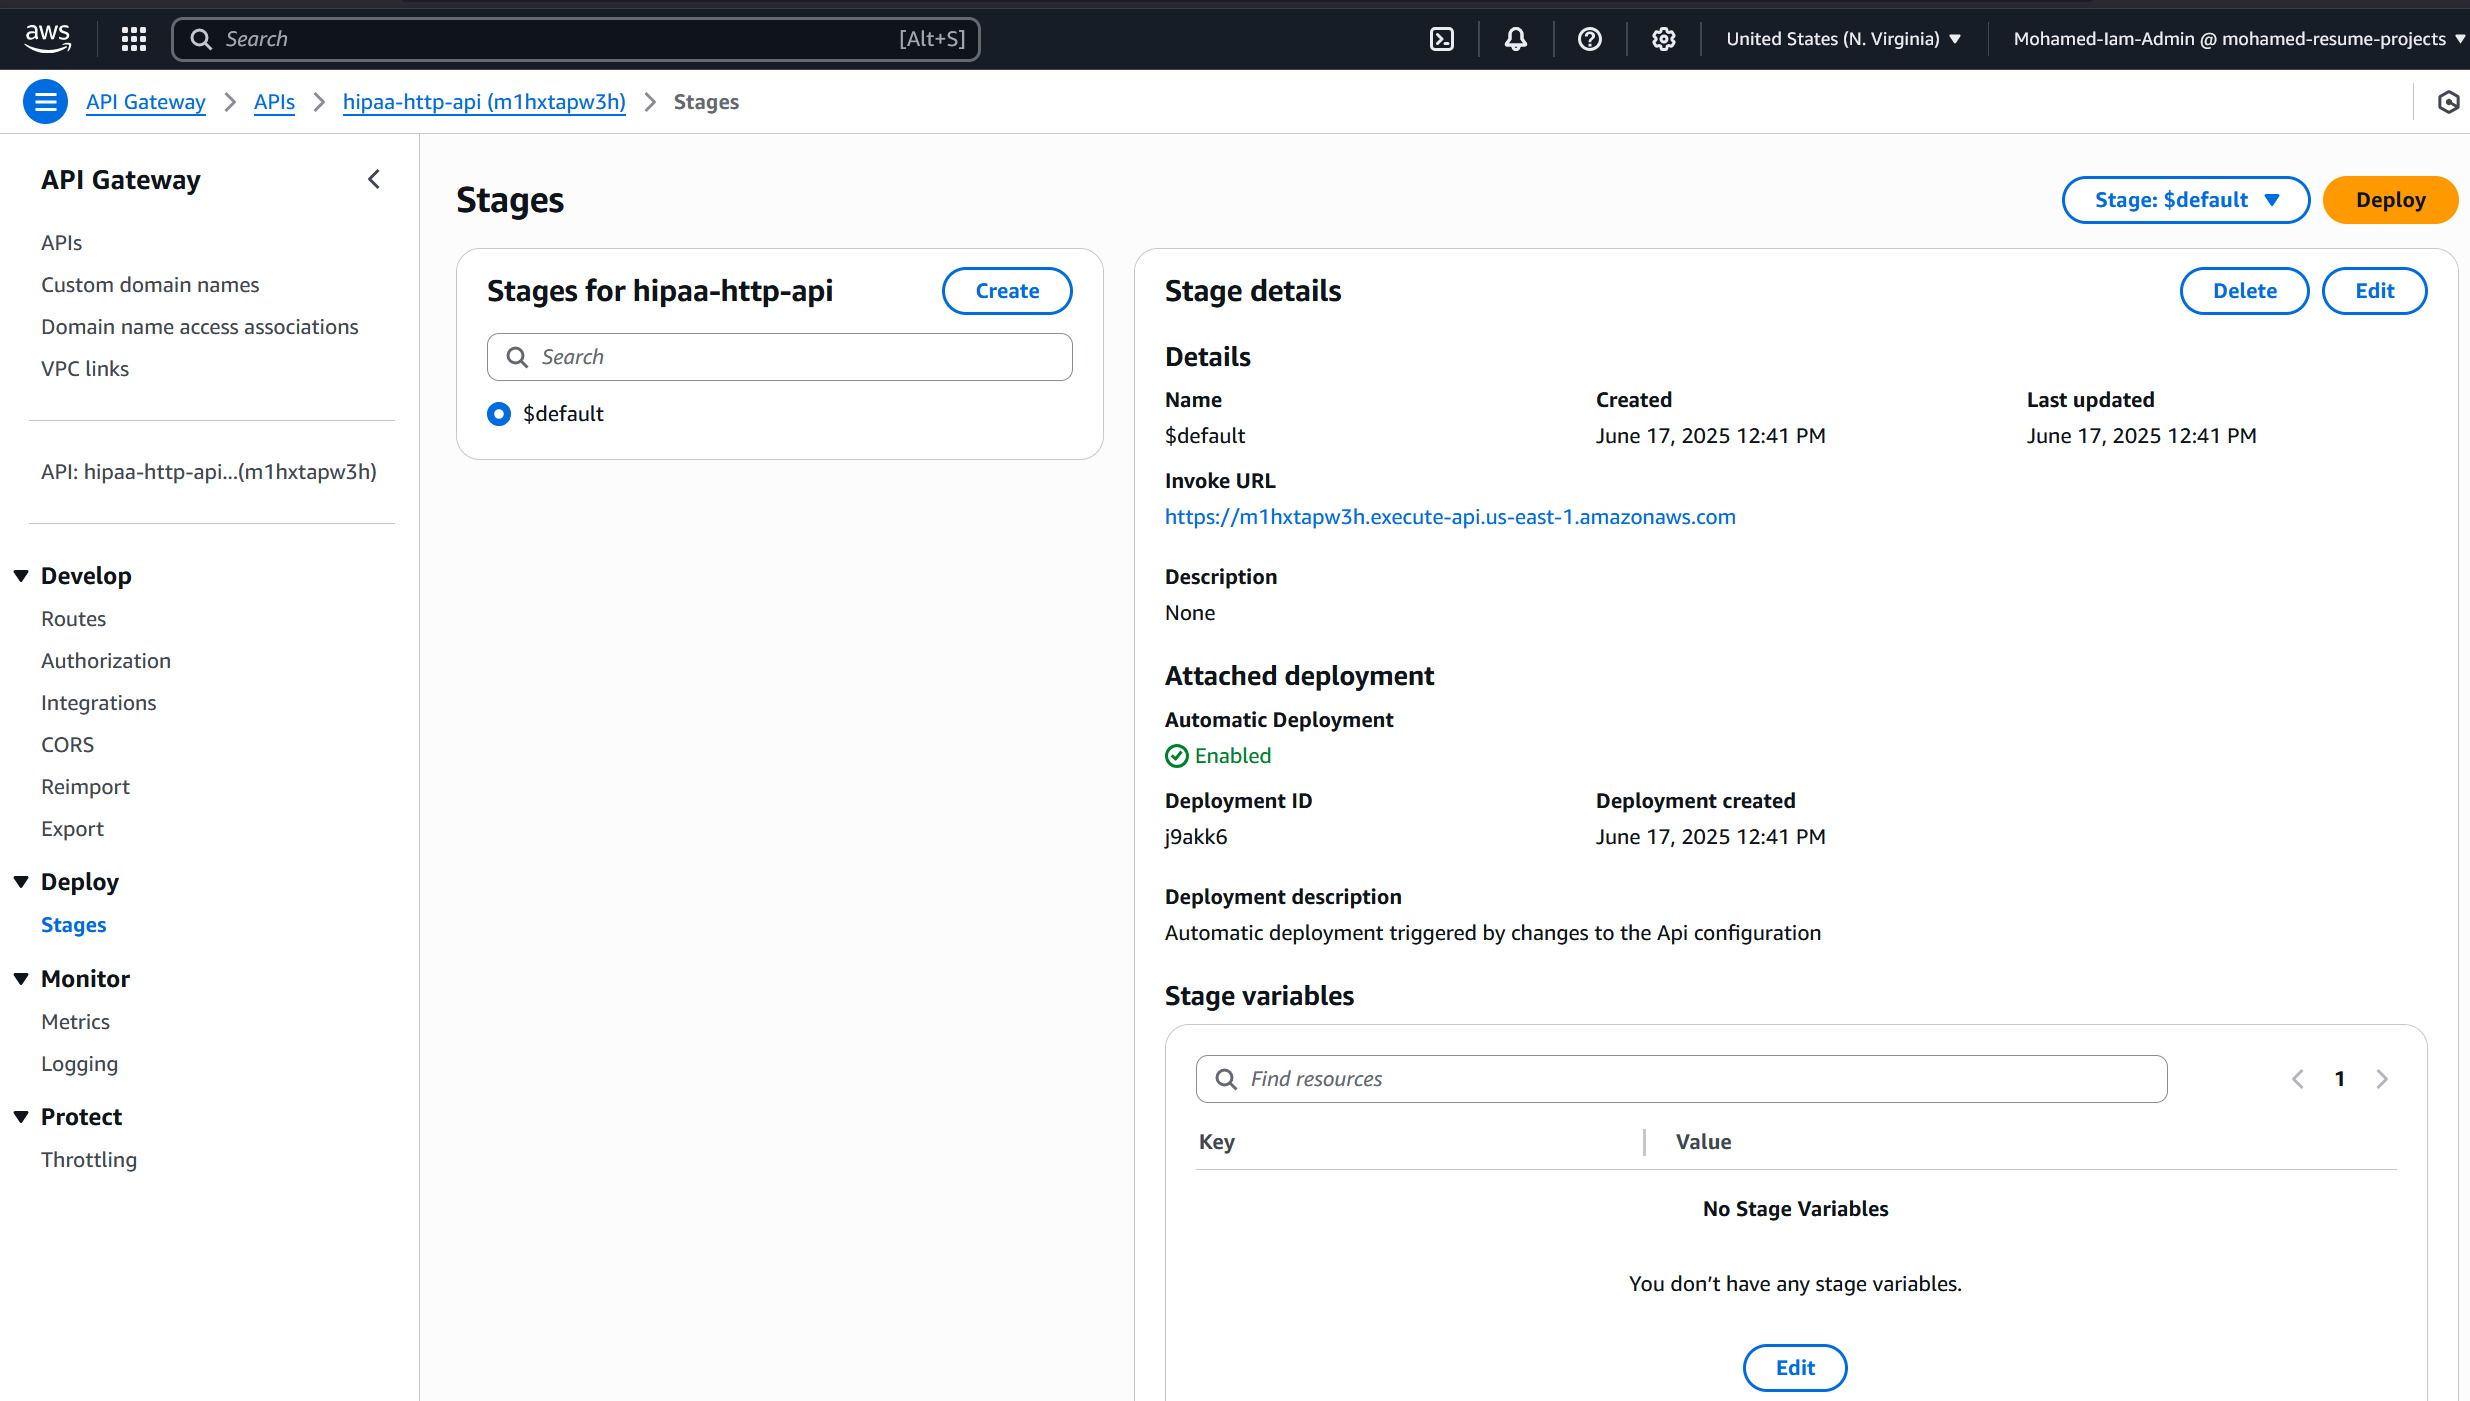 aws
Search
[Alt+S]
United States (N. Virginia)
Mohamed-Iam-Admin @ mohamed-resume-projects
API Gateway
APIs
hipaa-http-api (m1hxtapw3h)
Stages
API Gateway
APIs
Custom domain names
Domain name access associations
VPC links
API: hipaa-http-api...(m1hxtapw3h)
Develop
Routes
Authorization
Integrations
CORS
Reimport
Export
Deploy
Stages
Monitor
Metrics
Logging
Protect
Throttling
Stages
Stage: $default
Deploy
Stages for hipaa-http-api
Create
Search
$default
Stage details
Delete
Edit
Details
Name
Created
Last updated
$default
June 17, 2025 12:41 PM
June 17, 2025 12:41 PM
Invoke URL
https://m1hxtapw3h.execute-api.us-east-1.amazonaws.com
Description
None
Attached deployment
Automatic Deployment
Enabled
Deployment ID
Deployment created
j9akk6
June 17, 2025 12:41 PM
Deployment description
Automatic deployment triggered by changes to the Api configuration
Stage variables
Find resources
1
Key
Value
No Stage Variables
You don’t have any stage variables.
Edit